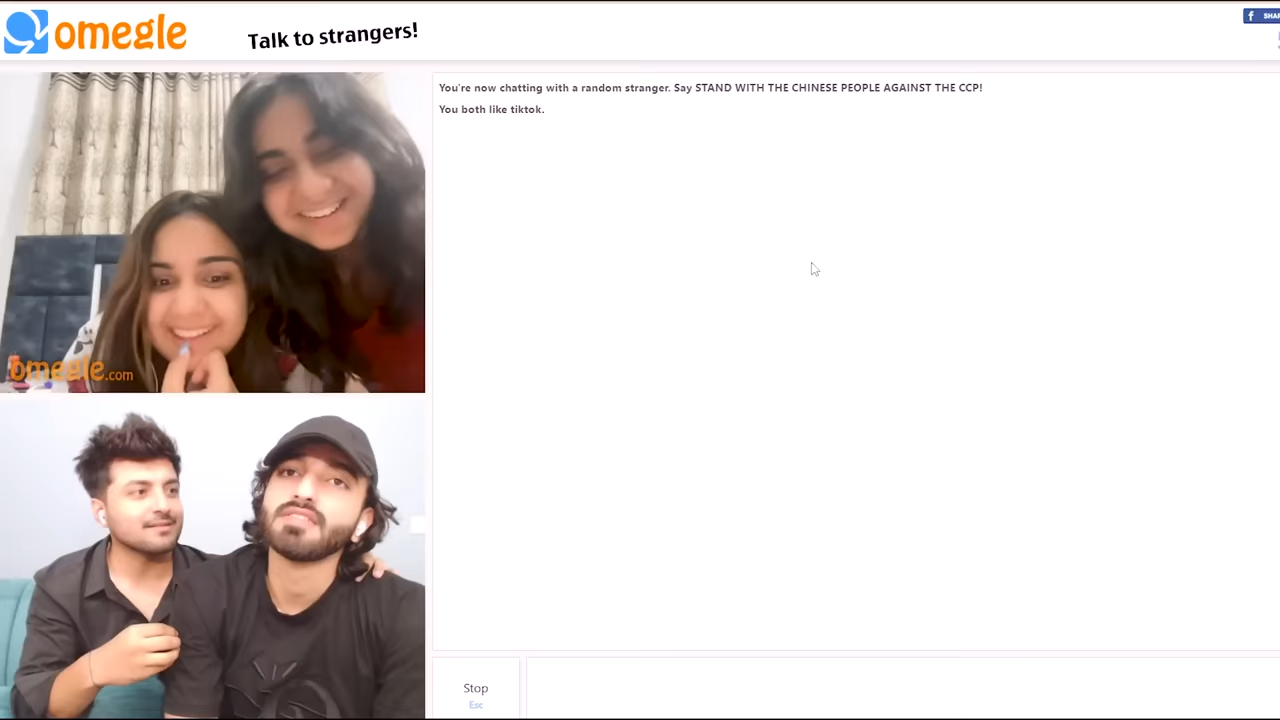 omegle
Talk to strangers!
f SHAR
You're now chatting with a random stranger. Say STAND WITH THE CHINESE PEOPLE AGAINST THE CCP!
You both like tiktok.
omegle.com
Stop
Esc